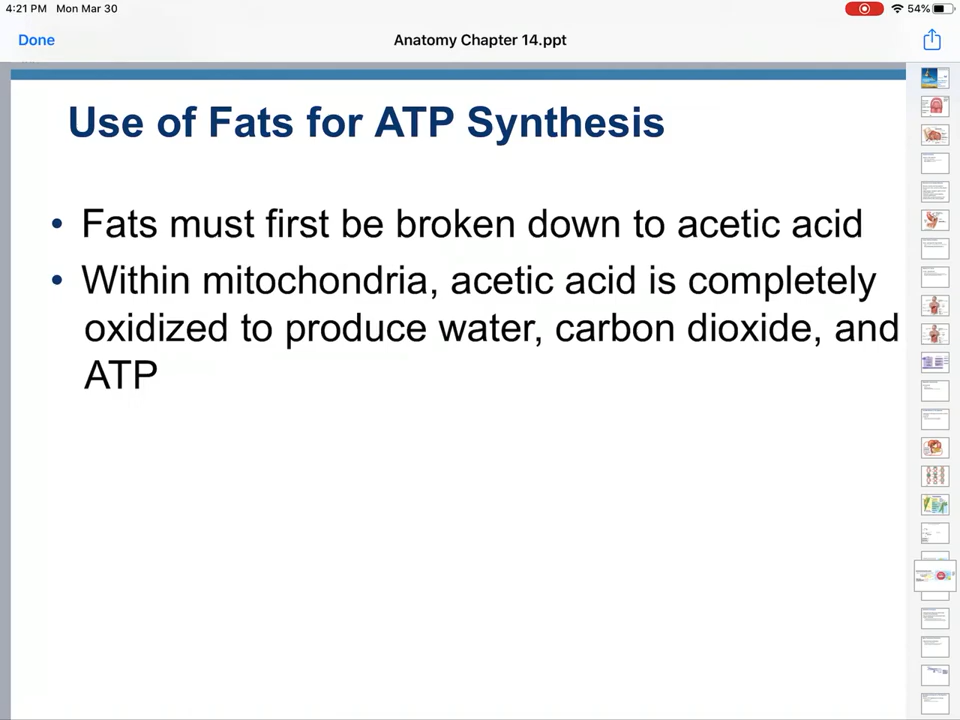 4:21 PM Mon Mar 30
54%
Done
Anatomy Chapter 14.ppt
Use of Fats for ATP Synthesis
• Fats must first be broken down to acetic acid
• Within mitochondria, acetic acid is completely
oxidized to produce water, carbon dioxide, and
ATP